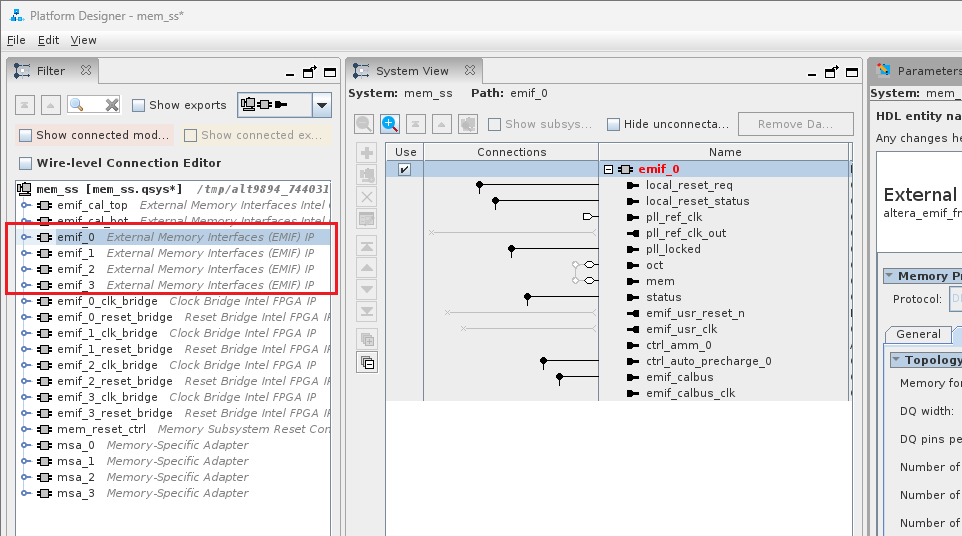 Platform Designer - mem_ss*
File Edit View
Filter
Show exports
Show connected mod...
Show connected ex...
Wire-level Connection Editor
mem_ss [mem_ss.qsys*] /tmp/alt9894_744031
emif_cal_top External Memory Interfaces Intel
emif_cal_bot External Memory Interfaces Intel
emif_0 External Memory Interfaces (EMIF) IP
emif_1 External Memory Interfaces (EMIF) IP
emif_2 External Memory Interfaces (EMIF) IP
emif_3 External Memory Interfaces (EMIF) IP
emif_0_clk_bridge Clock Bridge Intel FPGA IP
emif_0_reset_bridge Reset Bridge Intel FPGA IP
emif_1_clk_bridge Clock Bridge Intel FPGA IP
emif_1_reset_bridge Reset Bridge Intel FPGA IP
emif_2_clk_bridge Clock Bridge Intel FPGA IP
emif_2_reset_bridge Reset Bridge Intel FPGA IP
emif_3_clk_bridge Clock Bridge Intel FPGA IP
emif_3_reset_bridge Reset Bridge Intel FPGA IP
mem_reset_ctrl Memory Subsystem Reset Con
msa_0 Memory-Specific Adapter
msa_1 Memory-Specific Adapter
msa_2 Memory-Specific Adapter
msa_3 Memory-Specific Adapter
System View
System: mem_ss Path: emif_0
Show subsys...
Hide unconnecta...
Remove Da...
Use Connections Name
emif_0
local_reset_req
local_reset_status
pll_ref_clk
pll_ref_clk_out
pll_locked
oct
mem
status
emif_usr_reset_n
emif_usr_clk
ctrl_amm_0
ctrl_auto_precharge_0
emif_calbus
emif_calbus_clk
Parameters
System: mem_
HDL entity na
Any changes he
External
altera_emif_fm
Memory Pr
Protocol:
General
Topology
Memory for
DQ width:
DQ pins pe
Number of
Number of
Number of